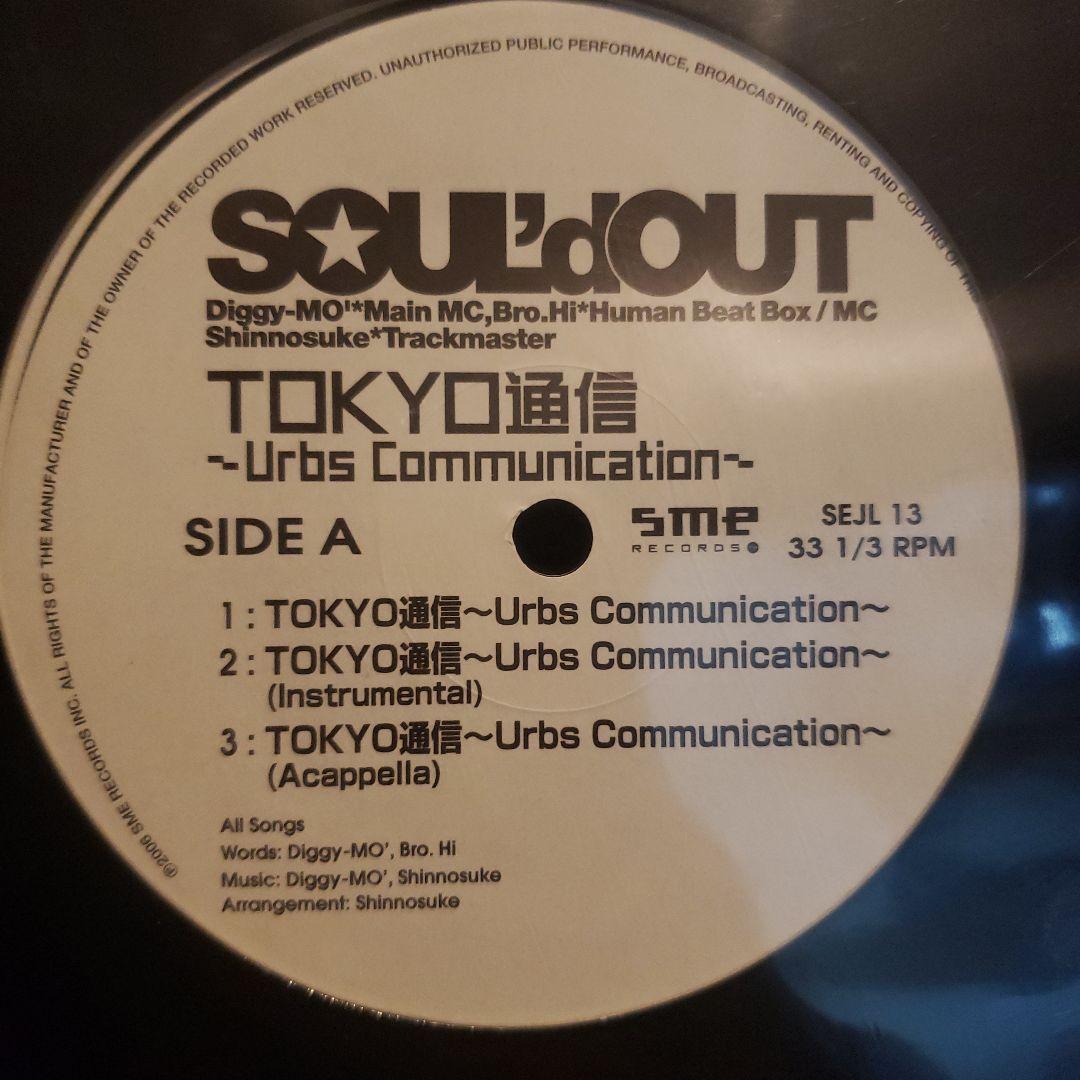 ℗2006 SME RECORDS INC. ALL RIGHTS OF THE MANUFACTURER AND OF THE OWNER OF THE RECORDED WORK RESERVED. UNAUTHORIZED PUBLIC PERFORMANCE, BROADCASTING, RENTING AND COPYING OF
SOUL'dOUT
Diggy-MO'*Main MC,Bro.Hi*Human Beat Box / MC
Shinnosuke*Trackmaster
TOKYO通信
~Urbs Communication~
SIDE A
sme
RECORDS
SEJL 13
33 1/3 RPM
1 : TOKYO通信〜Urbs Communication〜
2 : TOKYO通信〜Urbs Communication〜
(Instrumental)
3 : TOKYO通信〜Urbs Communication〜
(Acappella)
All Songs
Words: Diggy-MO', Bro. Hi
Music: Diggy-MO', Shinnosuke
Arrangement: Shinnosuke